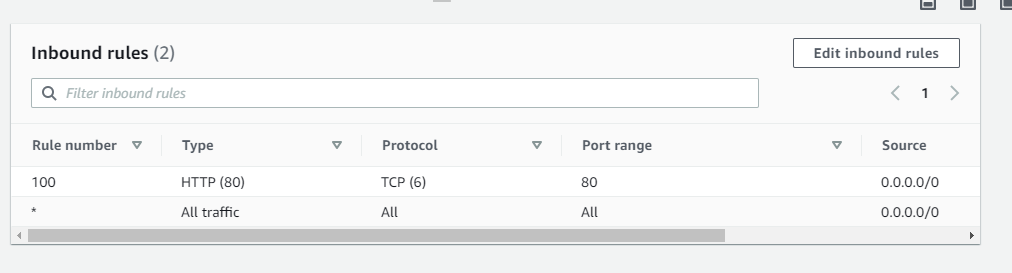 Inbound rules (2)
Edit inbound rules
Filter inbound rules
1
Rule number Type Protocol Port range Source
100 HTTP (80) TCP (6) 80 0.0.0.0/0
* All traffic All All 0.0.0.0/0